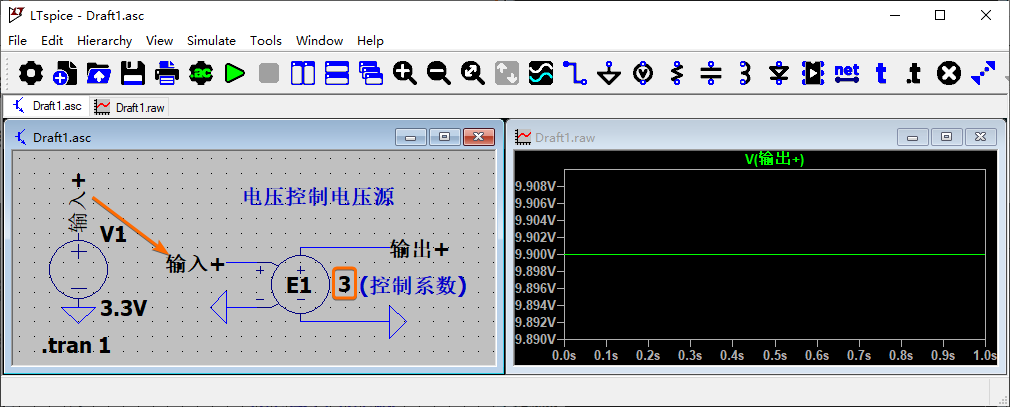 LTspice - Draft1.asc
File Edit Hierarchy View Simulate Tools Window Help
.ac
net
t
.t
Draft1.asc
Draft1.raw
Draft1.asc
输入+
电压控制电压源
V1
输入+
输出+
E1
3
(控制系数)
3.3V
.tran 1
Draft1.raw
V(输出+)
9.908V
9.906V
9.904V
9.902V
9.900V
9.898V
9.896V
9.894V
9.892V
9.890V
0.0s 0.1s 0.2s 0.3s 0.4s 0.5s 0.6s 0.7s 0.8s 0.9s 1.0s